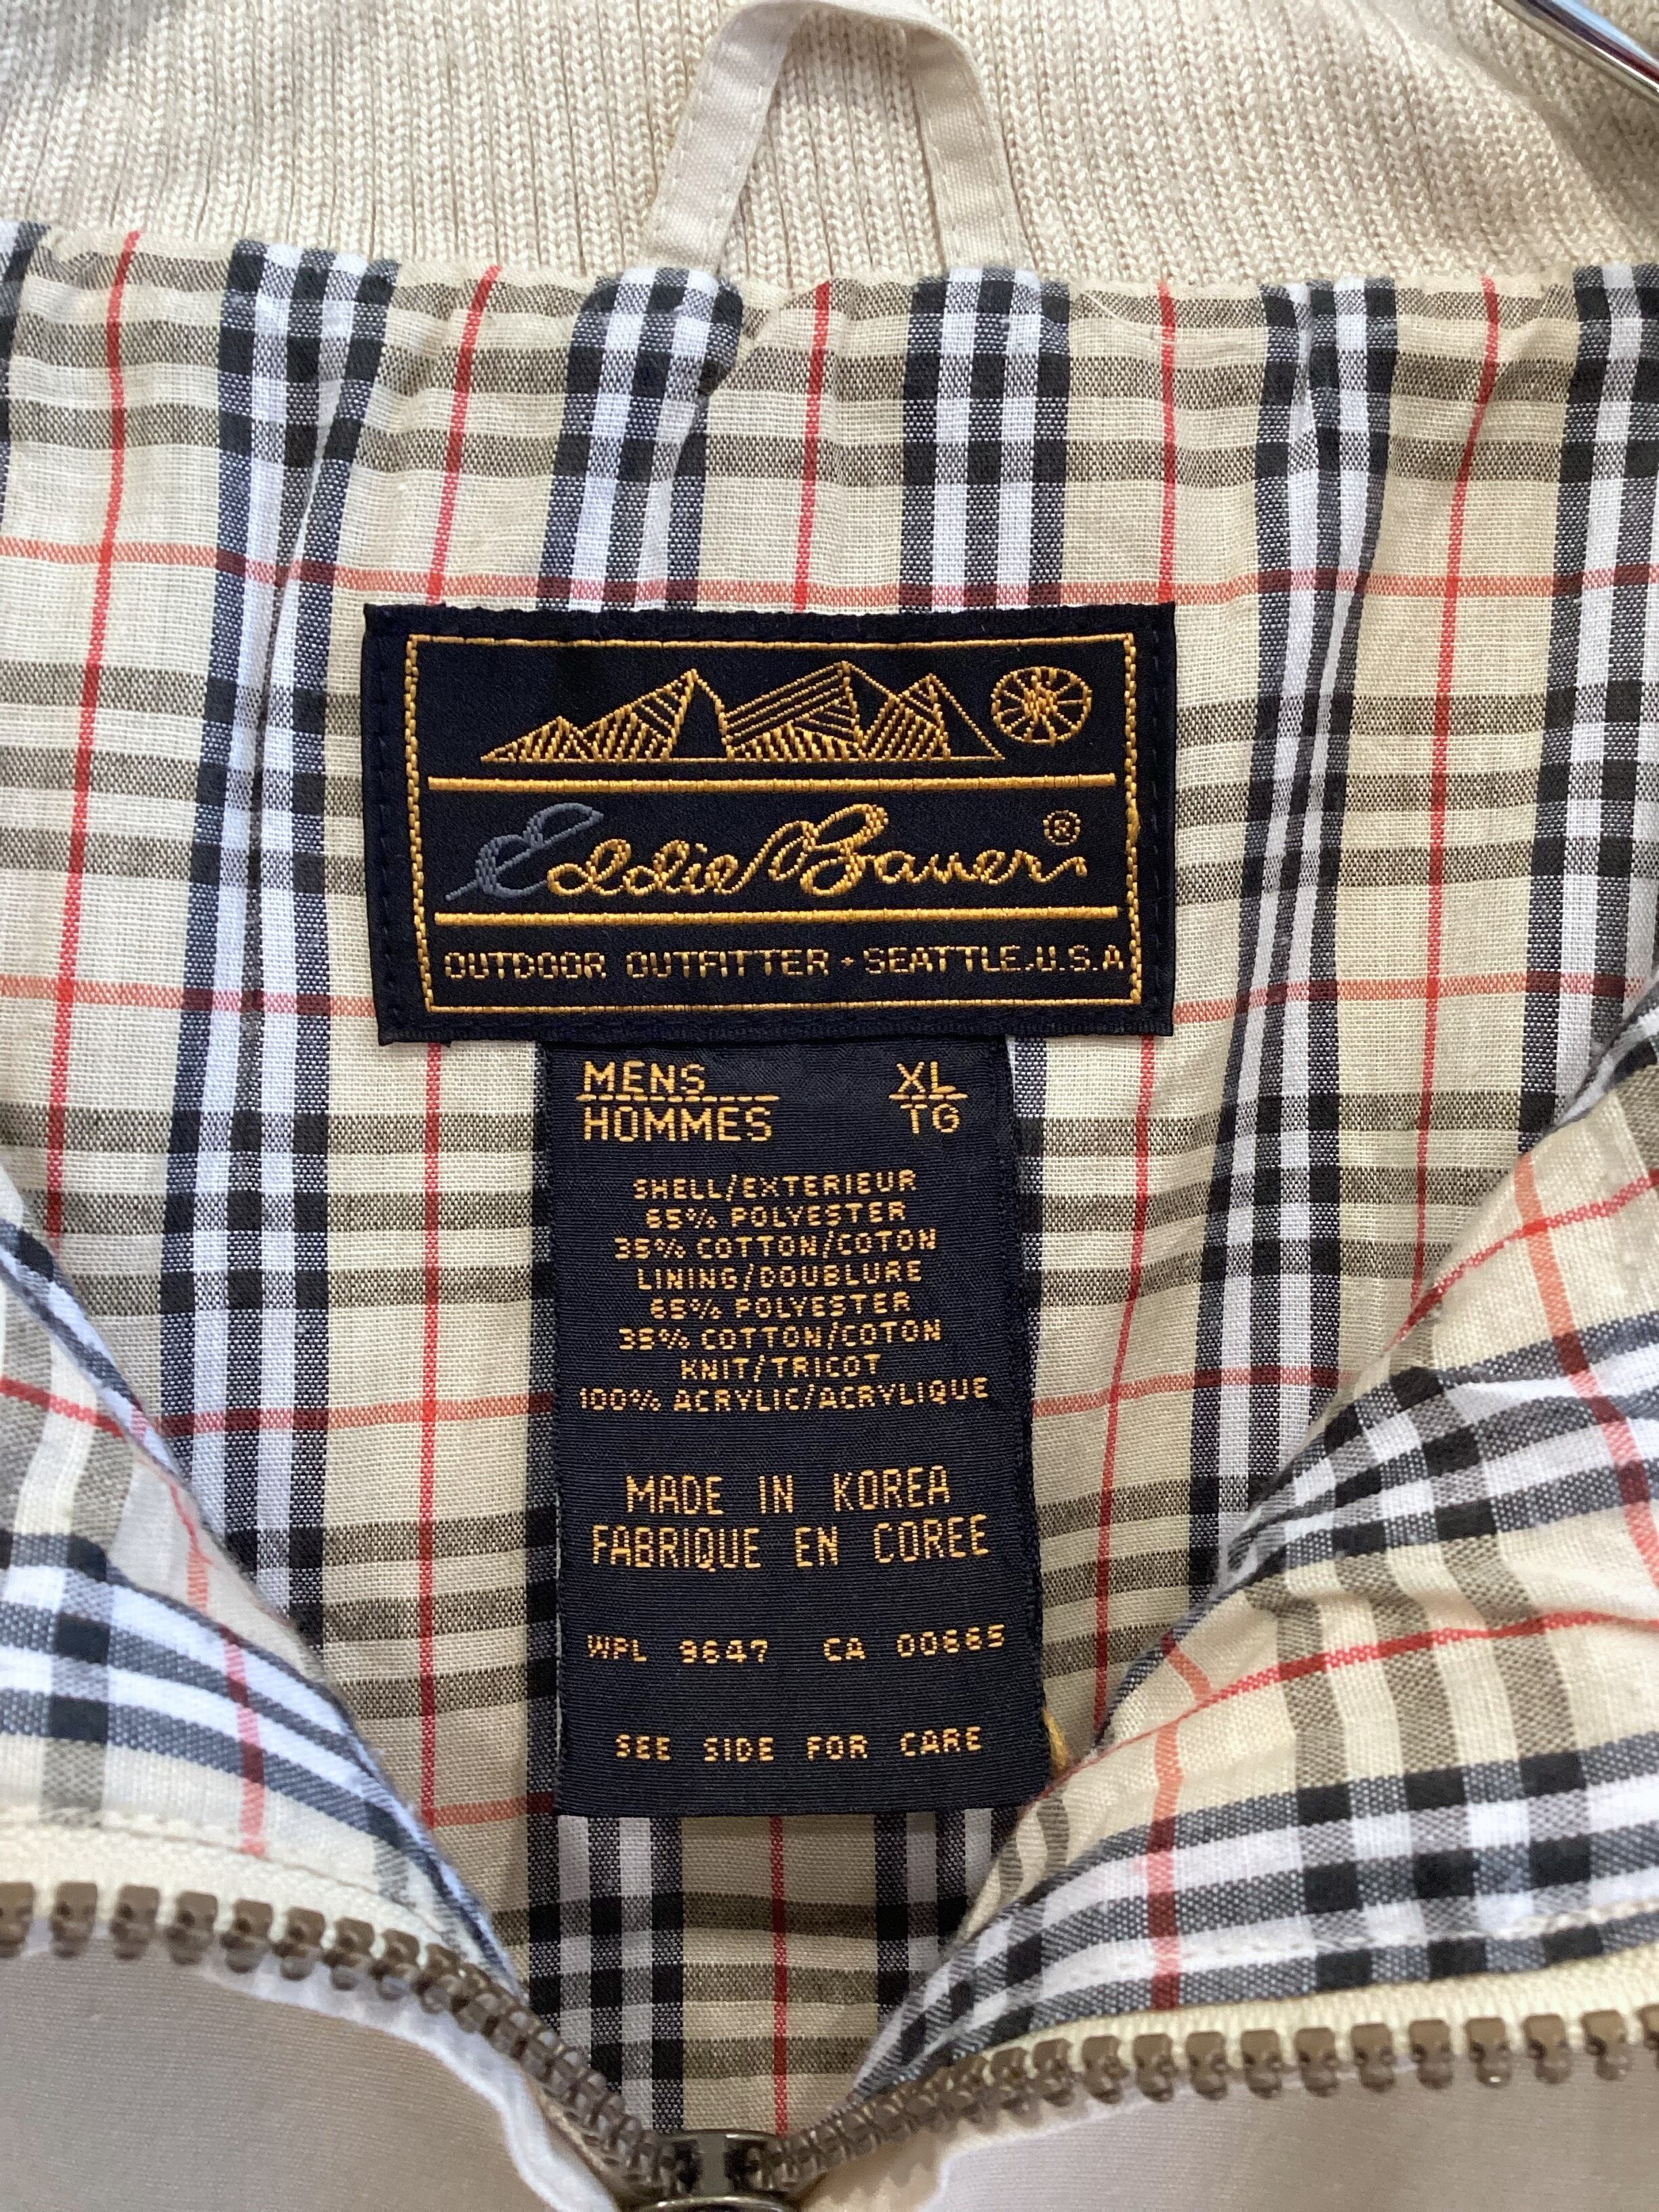 Eddie Bauer ®
OUTDOOR OUTFITTER • SEATTLE, U.S.A
MENS XL
HOMMES TG
SHELL/EXTERIEUR
65% POLYESTER
35% COTTON/COTON
LINING/DOUBLURE
65% POLYESTER
35% COTTON/COTON
KNIT/TRICOT
100% ACRYLIC/ACRYLIQUE
MADE IN KOREA
FABRIQUE EN COREE
WPL 9647 CA 00665
SEE SIDE FOR CARE